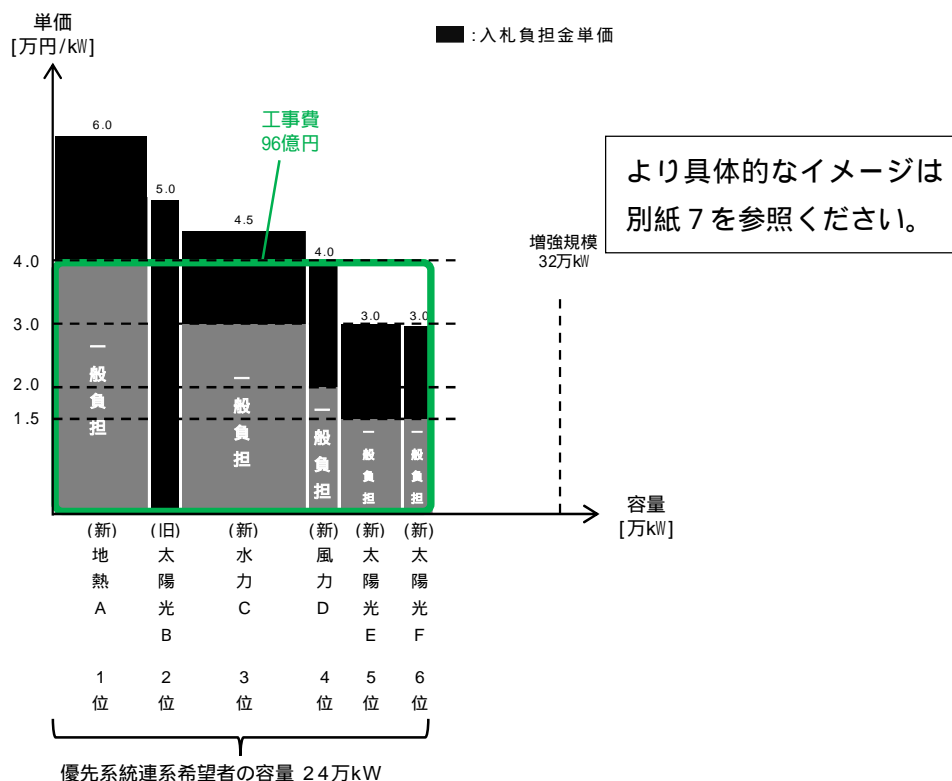 単価
[万円/kW]
■:入札負担金単価
工事費
96億円
より具体的なイメージは
別紙7を参照ください。
増強規模
32万kW
6.0
5.0
4.5
4.0
3.0
3.0
4.0
3.0
2.0
1.5
一般負担
一般負担
一般負担
一般負担
一般負担
容量
[万kW]
(新)地熱A
(旧)太陽光B
(新)水力C
(新)風力D
(新)太陽光E
(新)太陽光F
1位
2位
3位
4位
5位
6位
優先系統連系希望者の容量 24万kW